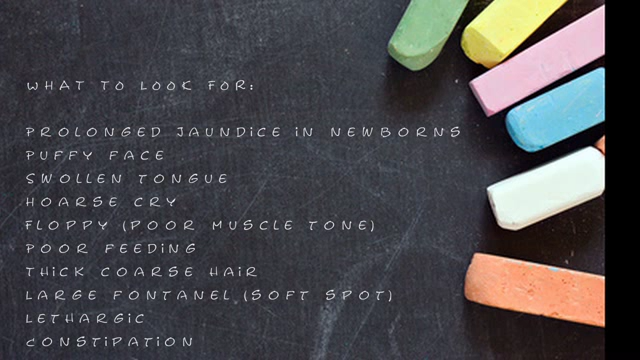 WHAT TO LOOK FOR:
PROLONGED JAUNDICE IN NEWBORNS
PUFFY FACE
SWOLLEN TONGUE
HOARSE CRY
FLOPPY (POOR MUSCLE TONE)
POOR FEEDING
THICK COARSE HAIR
LARGE FONTANEL (SOFT SPOT)
LETHARGIC
CONSTIPATION